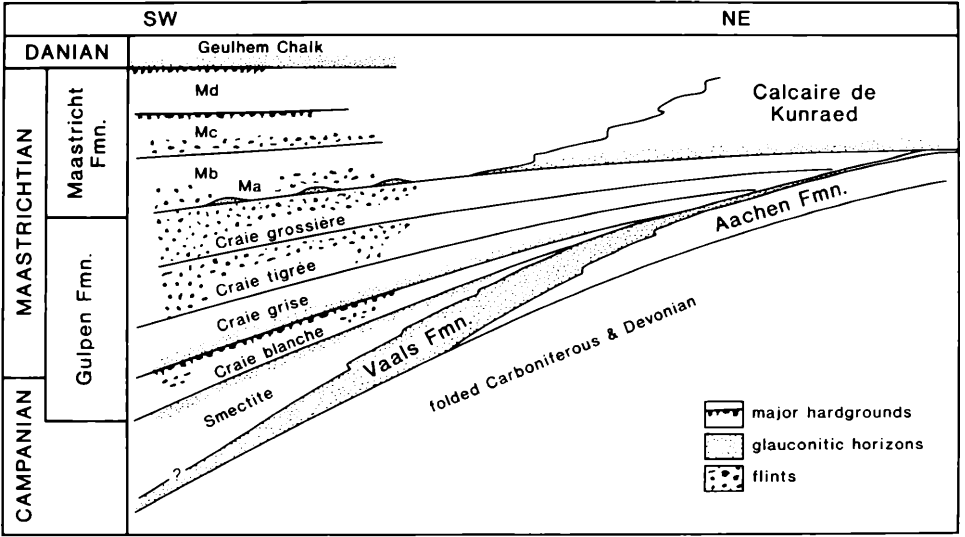 SW
NE
DANIAN
Geulhem Chalk
MAASTRICHTIAN
Maastricht
Fmn.
Md
Mc
Mb
Ma
Calcaire de
Kunraed
Gulpen Fmn.
Craie grossière
Craie tigrée
Craie grise
Craie blanche
Smectite
Vaals Fmn.
Aachen Fmn.
folded Carboniferous & Devonian
CAMPANIAN
?
major hardgrounds
glauconitic horizons
flints